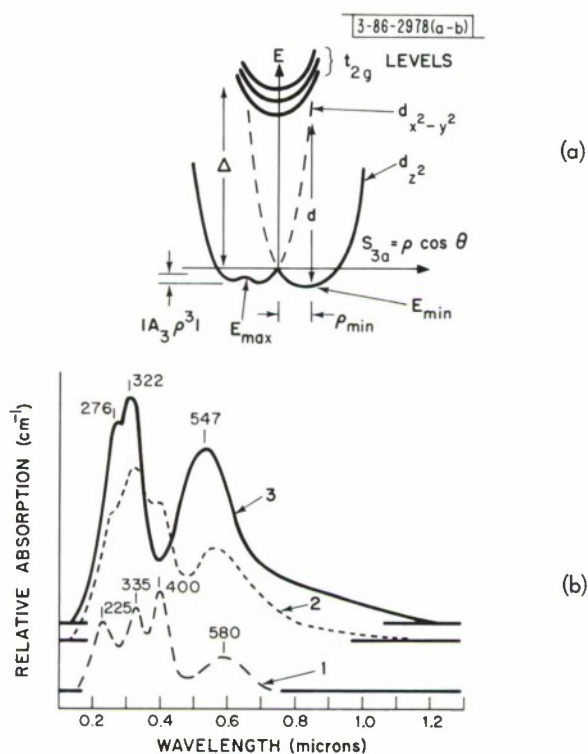 3-86-2978(a-b)
E
t2g LEVELS
dx²−y²
(a)
dz²
Δ
d
S3a = ρ cos θ
|A3 ρ³|
Emax
ρmin
Emin
322
276
547
3
(b)
335
400
225
2
580
1
RELATIVE ABSORPTION (cm⁻¹)
0.2 0.4 0.6 0.8 1.0 1.2
WAVELENGTH (microns)